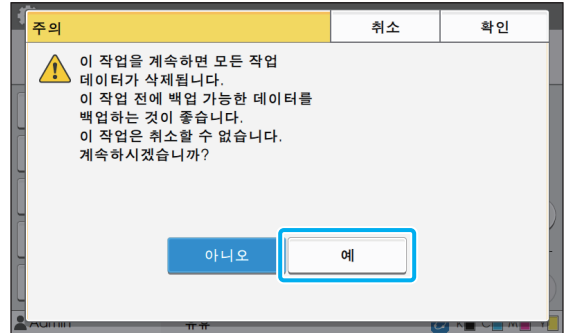 주의
취소
확인
이 작업을 계속하면 모든 작업
데이터가 삭제됩니다.
이 작업 전에 백업 가능한 데이터를
백업하는 것이 좋습니다.
이 작업은 취소할 수 없습니다.
계속하시겠습니까?
아니오
예
Admin
K C M Y